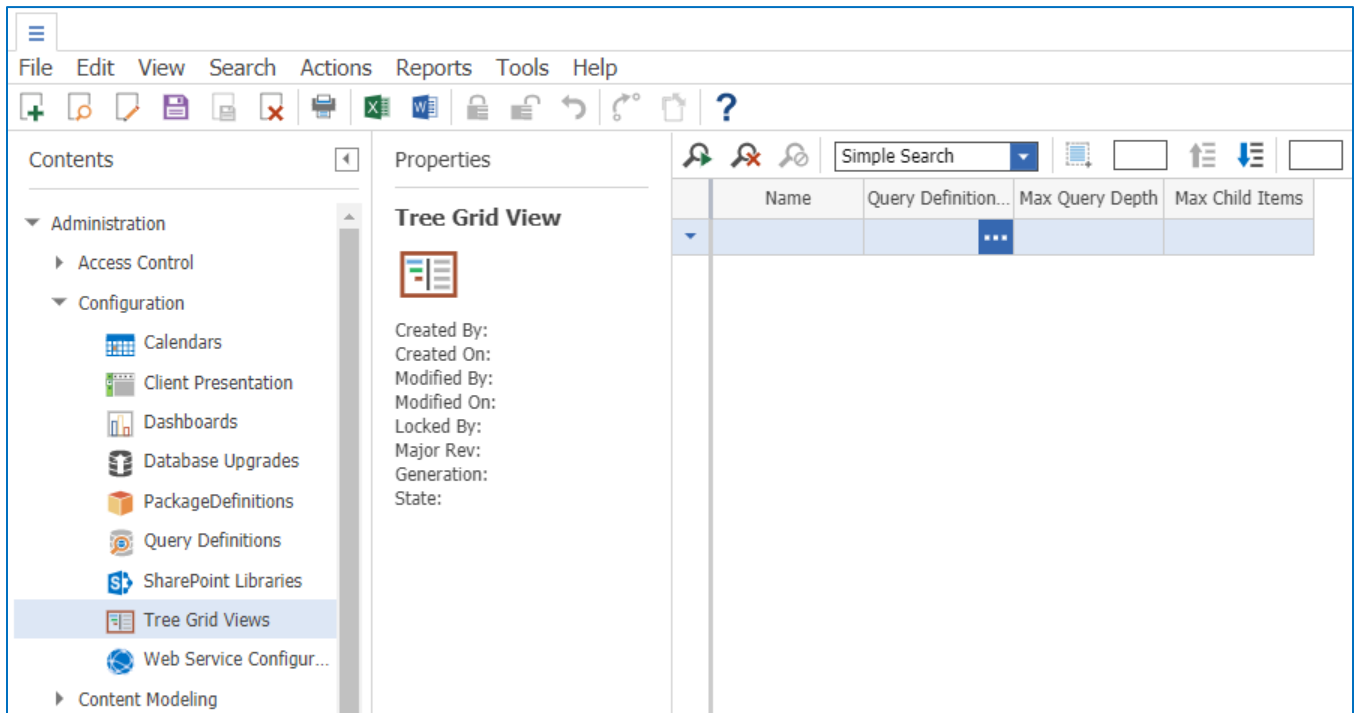 File Edit View Search Actions Reports Tools Help
?
Contents
Administration
Access Control
Configuration
Calendars
Client Presentation
Dashboards
Database Upgrades
PackageDefinitions
Query Definitions
SharePoint Libraries
Tree Grid Views
Web Service Configur...
Content Modeling
Properties
Tree Grid View
Created By:
Created On:
Modified By:
Modified On:
Locked By:
Major Rev:
Generation:
State:
Simple Search
Name Query Definition... Max Query Depth Max Child Items